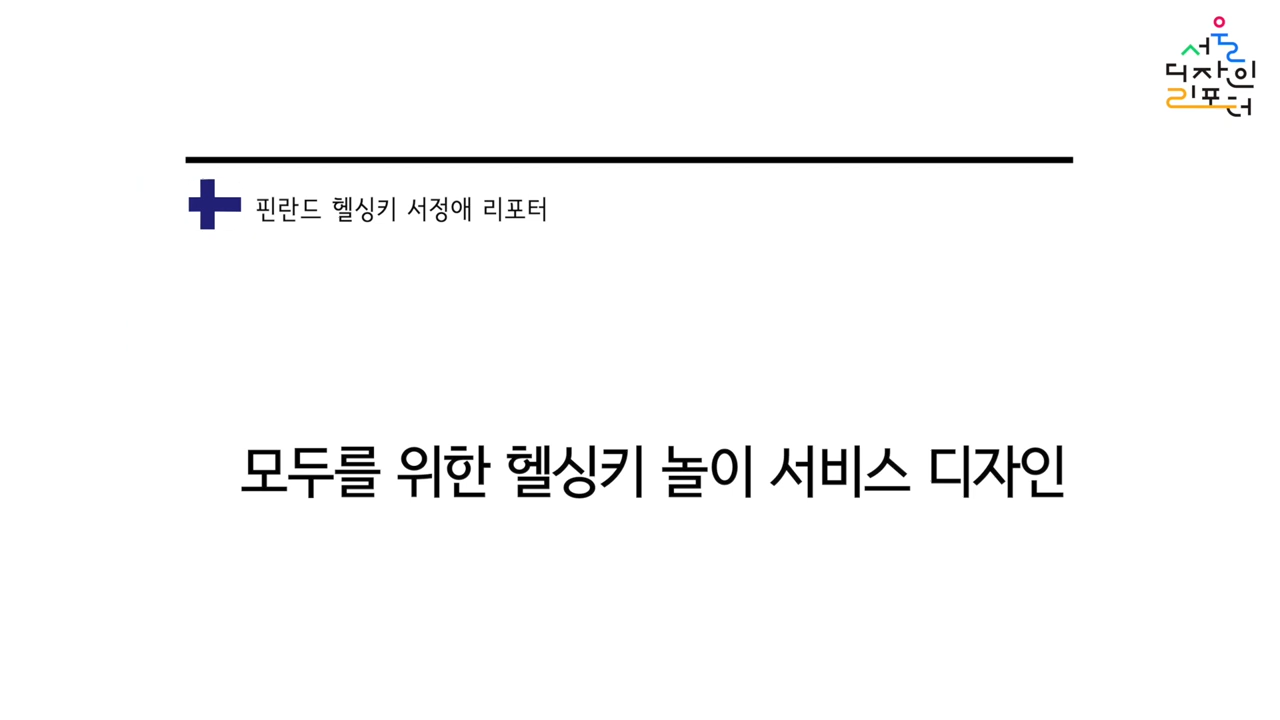 서울
디자인
리포터
핀란드 헬싱키 서정애 리포터
모두를 위한 헬싱키 놀이 서비스 디자인